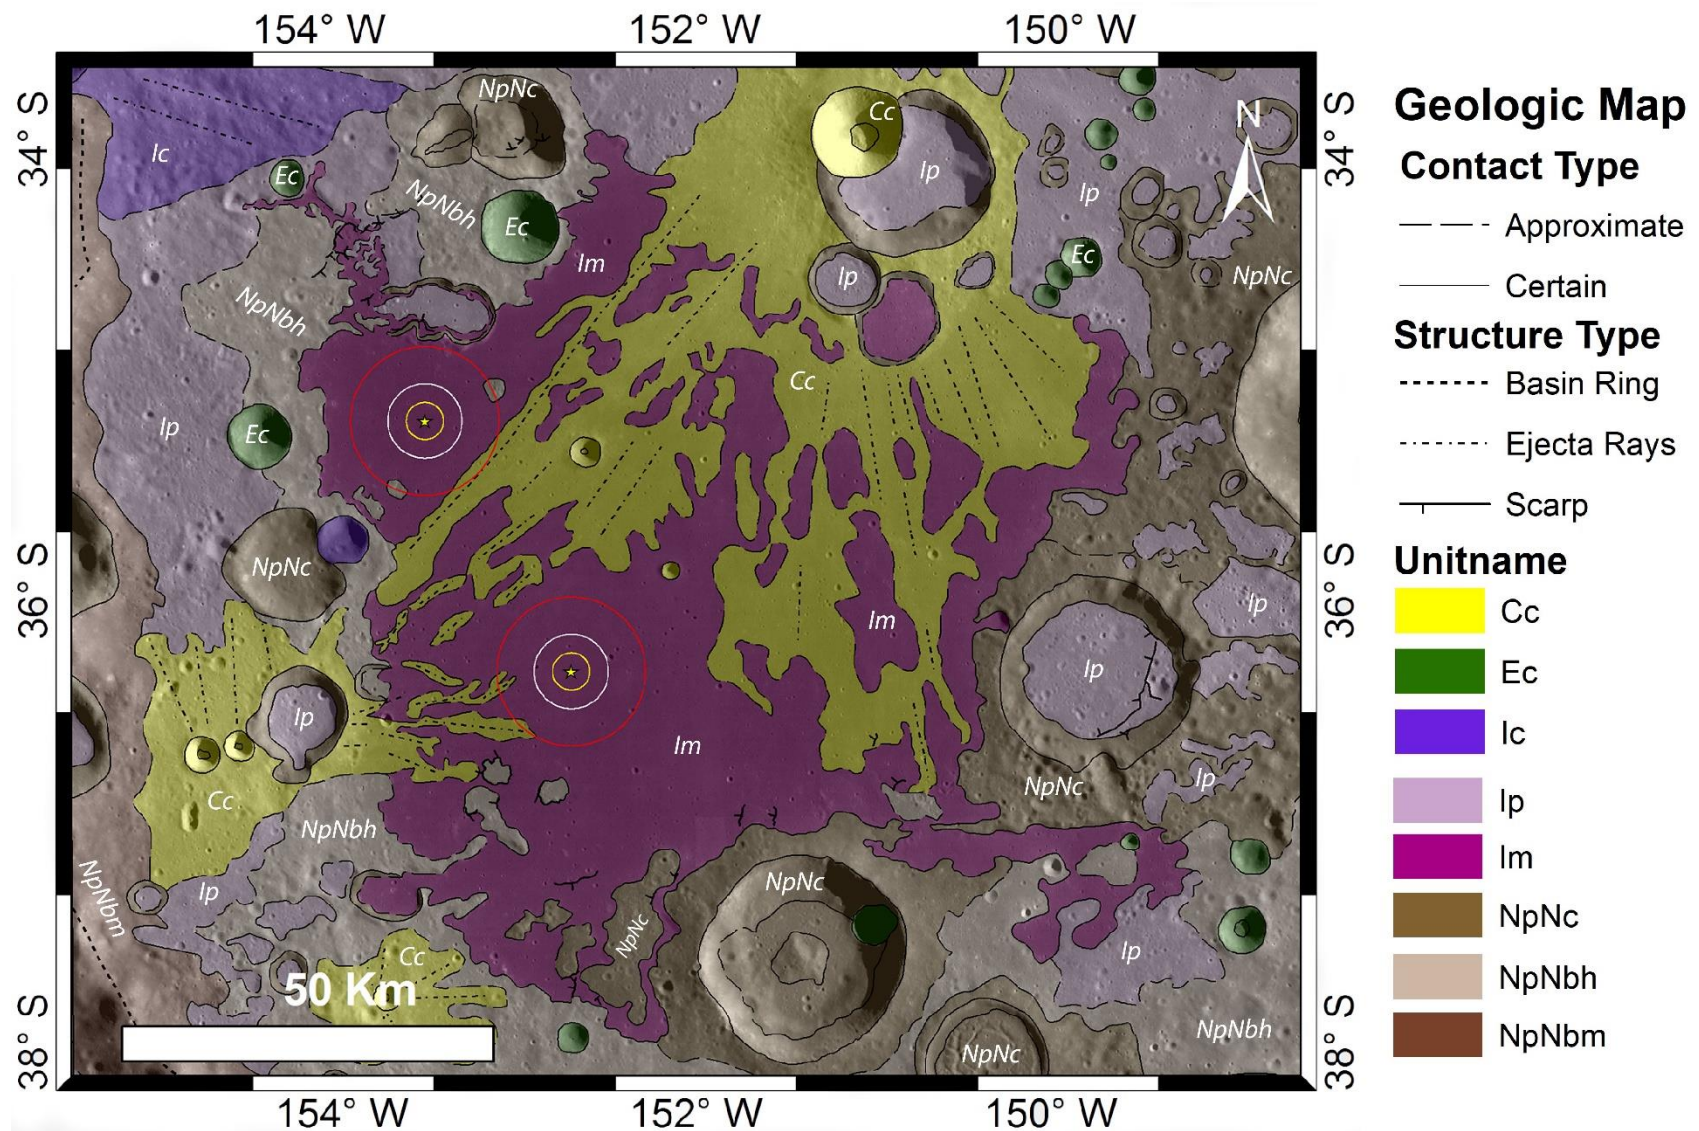 154° W 152° W 150° W
34° S
36° S
38° S
34° S
36° S
38° S
154° W 152° W 150° W
N
NpNc
Cc
Ic
Ec
Ip
Ip
NpNbh
Ec
Im
Ip
Ec
NpNc
NpNbh
Cc
Ip
Ec
NpNc
Im
Ip
Ip
Ip
Im
Cc
NpNbh
NpNc
Ip
NpNbm
Ip
NpNc
NpNc
Cc
Ip
NpNbh
NpNc
50 Km
Geologic Map
Contact Type
Approximate
Certain
Structure Type
Basin Ring
Ejecta Rays
Scarp
Unitname
Cc
Ec
Ic
Ip
Im
NpNc
NpNbh
NpNbm